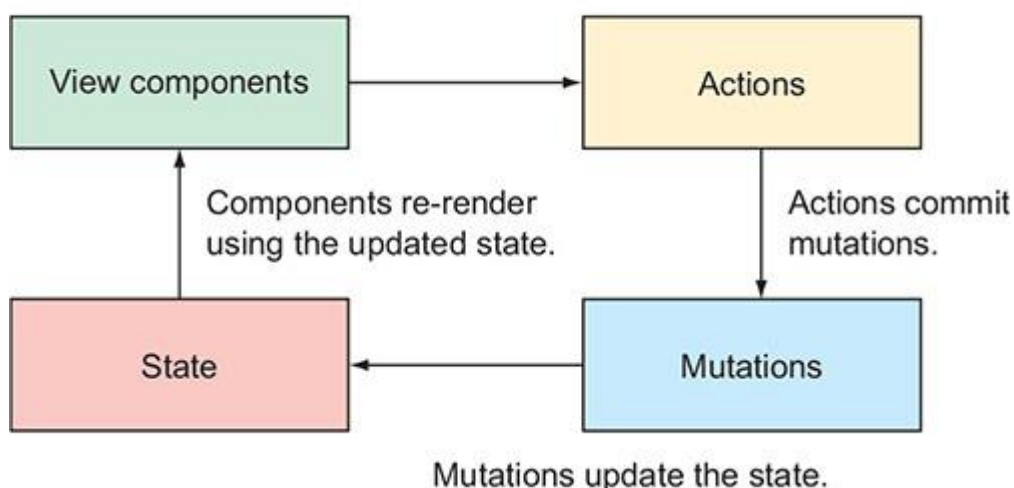 View components
Actions
Components re-render
using the updated state.
Actions commit
mutations.
State
Mutations
Mutations update the state.